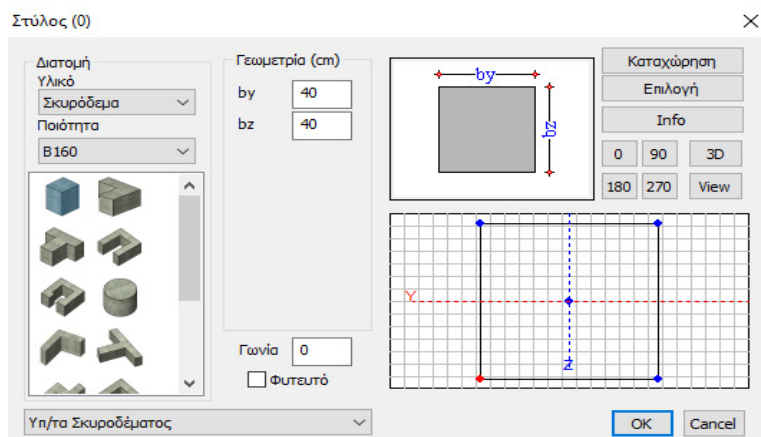 Στύλος (0)
Διατομή
Υλικό
Σκυρόδεμα
Ποιότητα
B160
Γεωμετρία (cm)
by 40
bz 40
Γωνία 0
Φυτευτό
by
bz
Καταχώρηση
Επιλογή
Info
0 90 3D
180 270 View
Y
Z
Υπ/τα Σκυροδέματος
OK Cancel